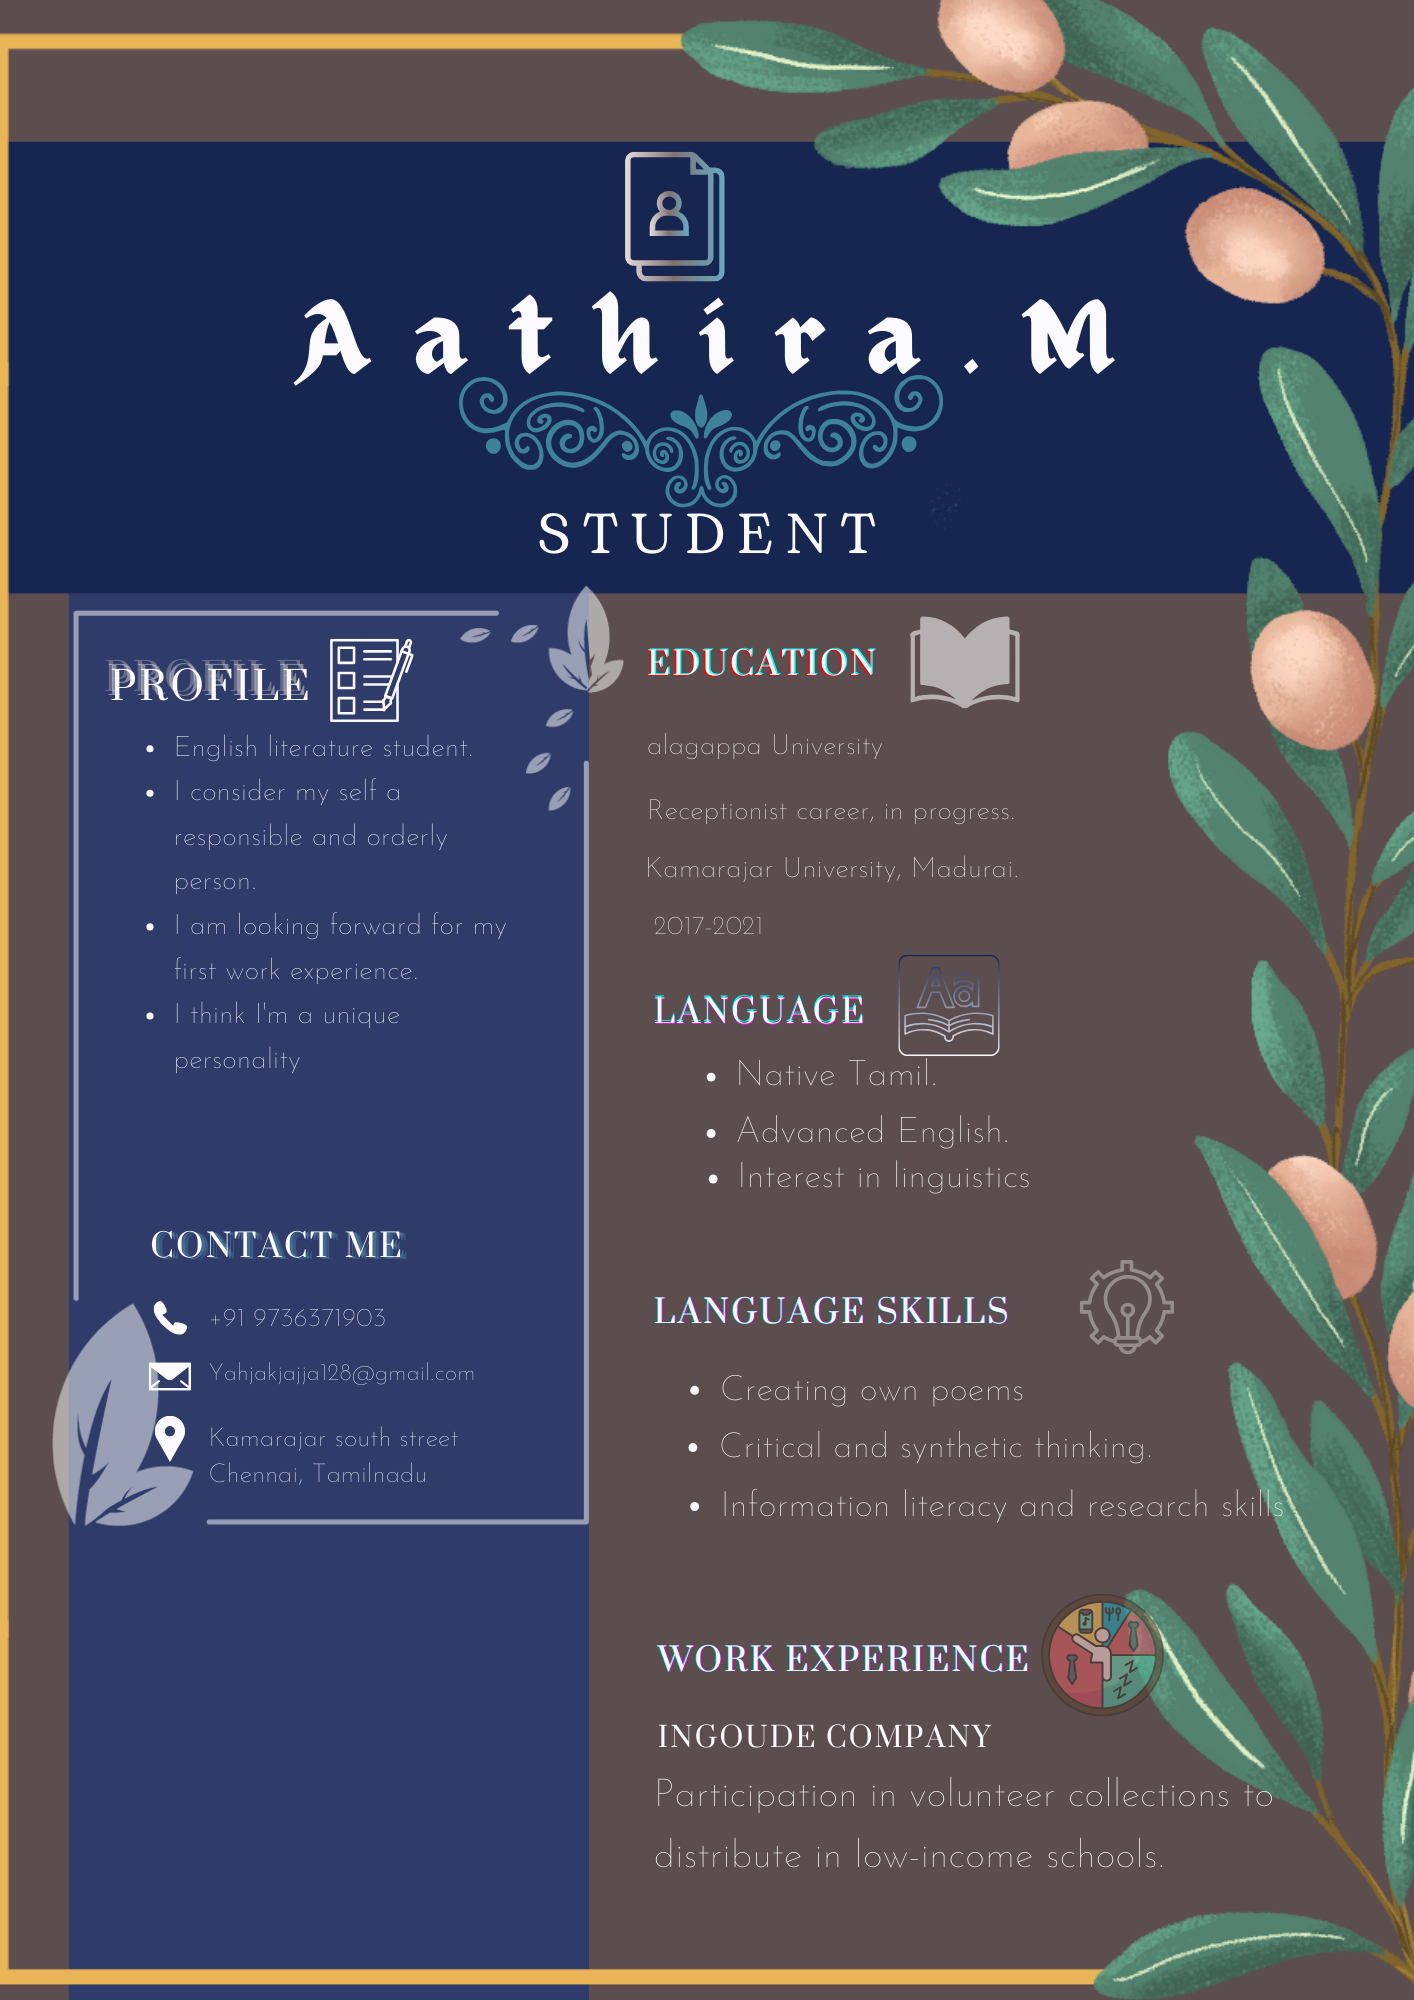 Aathira.M
STUDENT
PROFILE
English literature student.
I consider my self a
responsible and orderly
person.
I am looking forward for my
first work experience.
I think I'm a unique
personality
CONTACT ME
+91 9736371903
Yahjakjajja128@gmail.com
Kamarajar south street
Chennai, Tamilnadu
EDUCATION
alagappa University
Receptionist career, in progress.
Kamarajar University, Madurai.
2017-2021
LANGUAGE
Aa
Native Tamil.
Advanced English.
Interest in linguistics
LANGUAGE SKILLS
Creating own poems
Critical and synthetic thinking.
Information literacy and research skills
WORK EXPERIENCE
zzz
zzz
INGOUDE COMPANY
Participation in volunteer collections to
distribute in low-income schools.